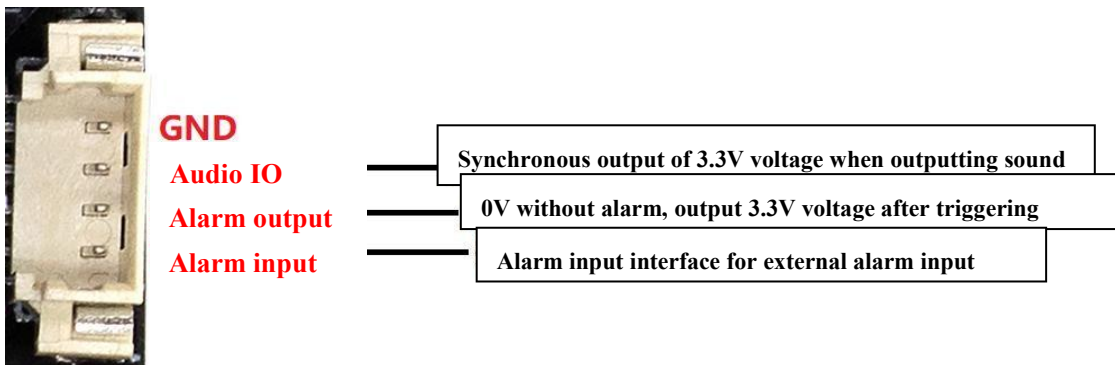 GND
Audio IO
Synchronous output of 3.3V voltage when outputting sound
Alarm output
0V without alarm, output 3.3V voltage after triggering
Alarm input
Alarm input interface for external alarm input